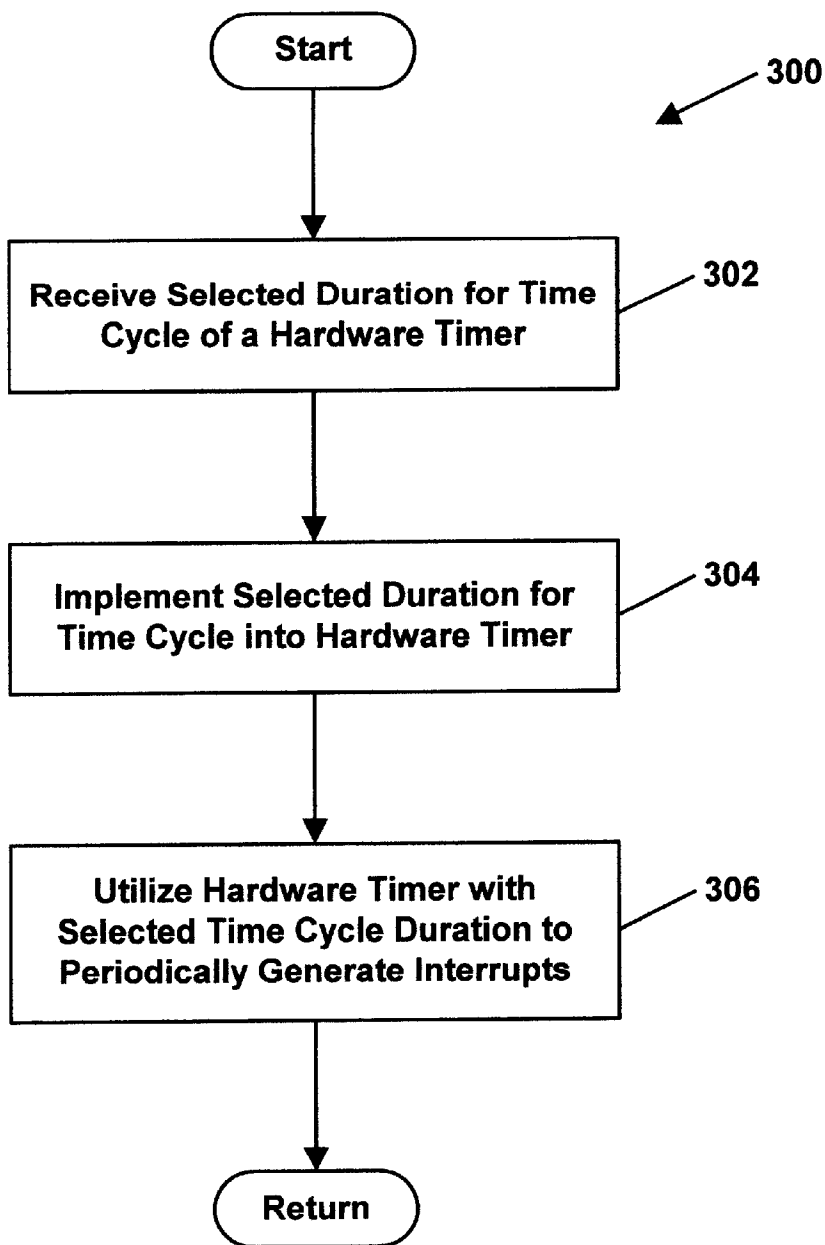 Start
300
Receive Selected Duration for Time
Cycle of a Hardware Timer
302
Implement Selected Duration for
Time Cycle into Hardware Timer
304
Utilize Hardware Timer with
Selected Time Cycle Duration to
Periodically Generate Interrupts
306
Return